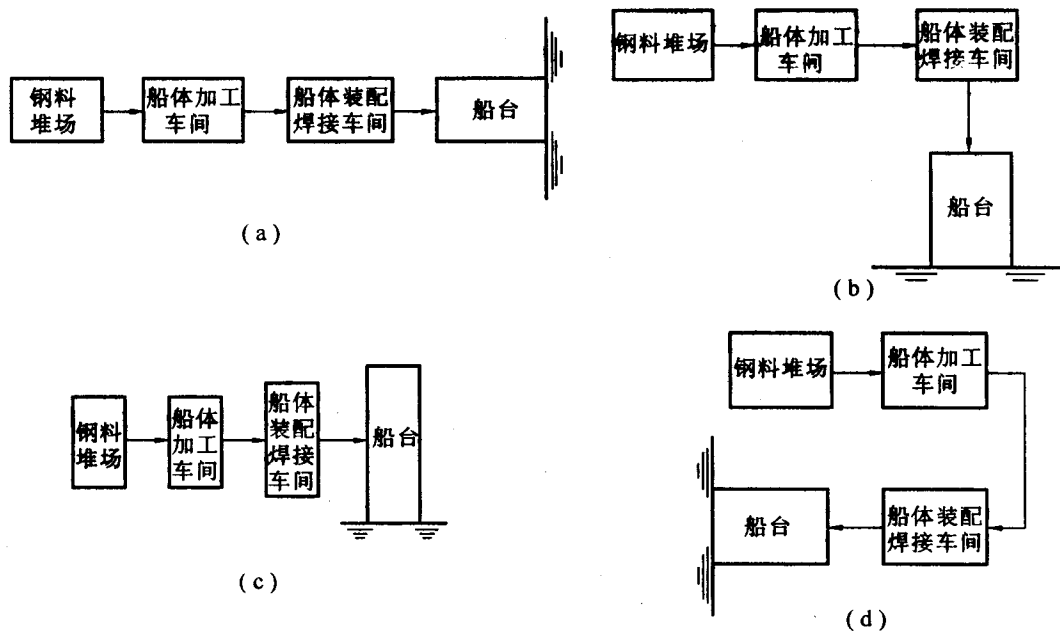 钢料
堆场
船体加工
车间
船体装配
焊接车间
船台
(a)
钢料堆场
船体加工
车间
船体装配
焊接车间
船台
(b)
钢料
堆场
船体
加工
车间
船体
装配
焊接
车间
船台
(c)
钢料堆场
船体加工
车间
船体装配
焊接车间
船台
(d)